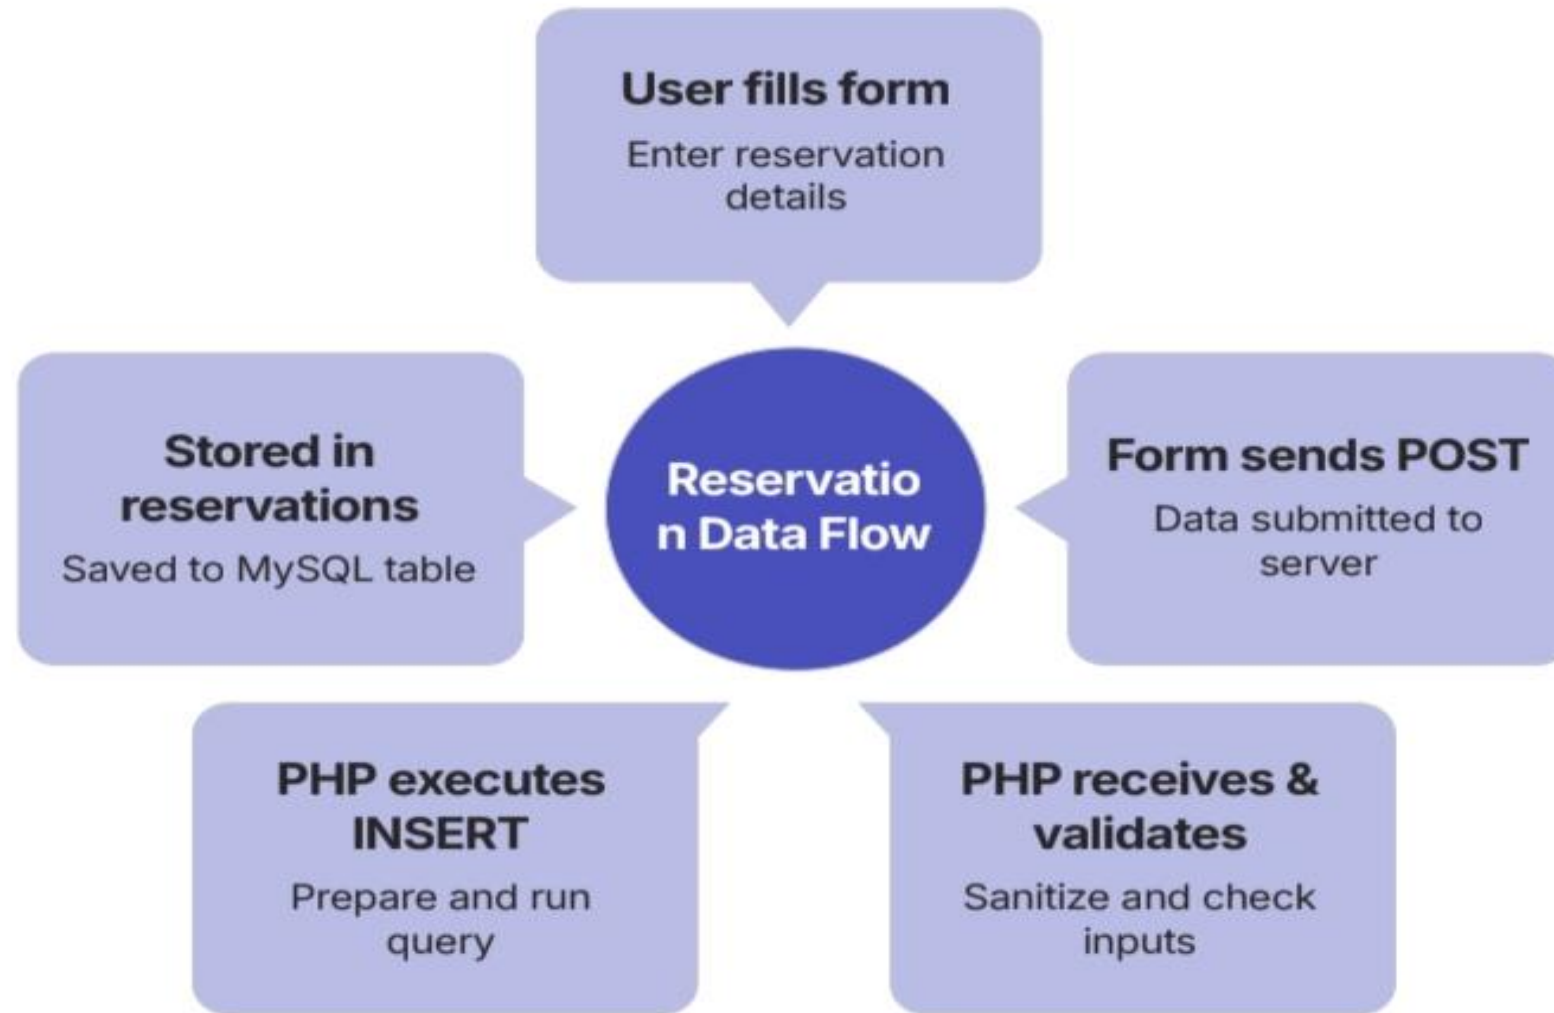 User fills form
Enter reservation
details
Reservatio
n Data Flow
Form sends POST
Data submitted to
server
PHP receives &
validates
Sanitize and check
inputs
PHP executes
INSERT
Prepare and run
query
Stored in
reservations
Saved to MySQL table